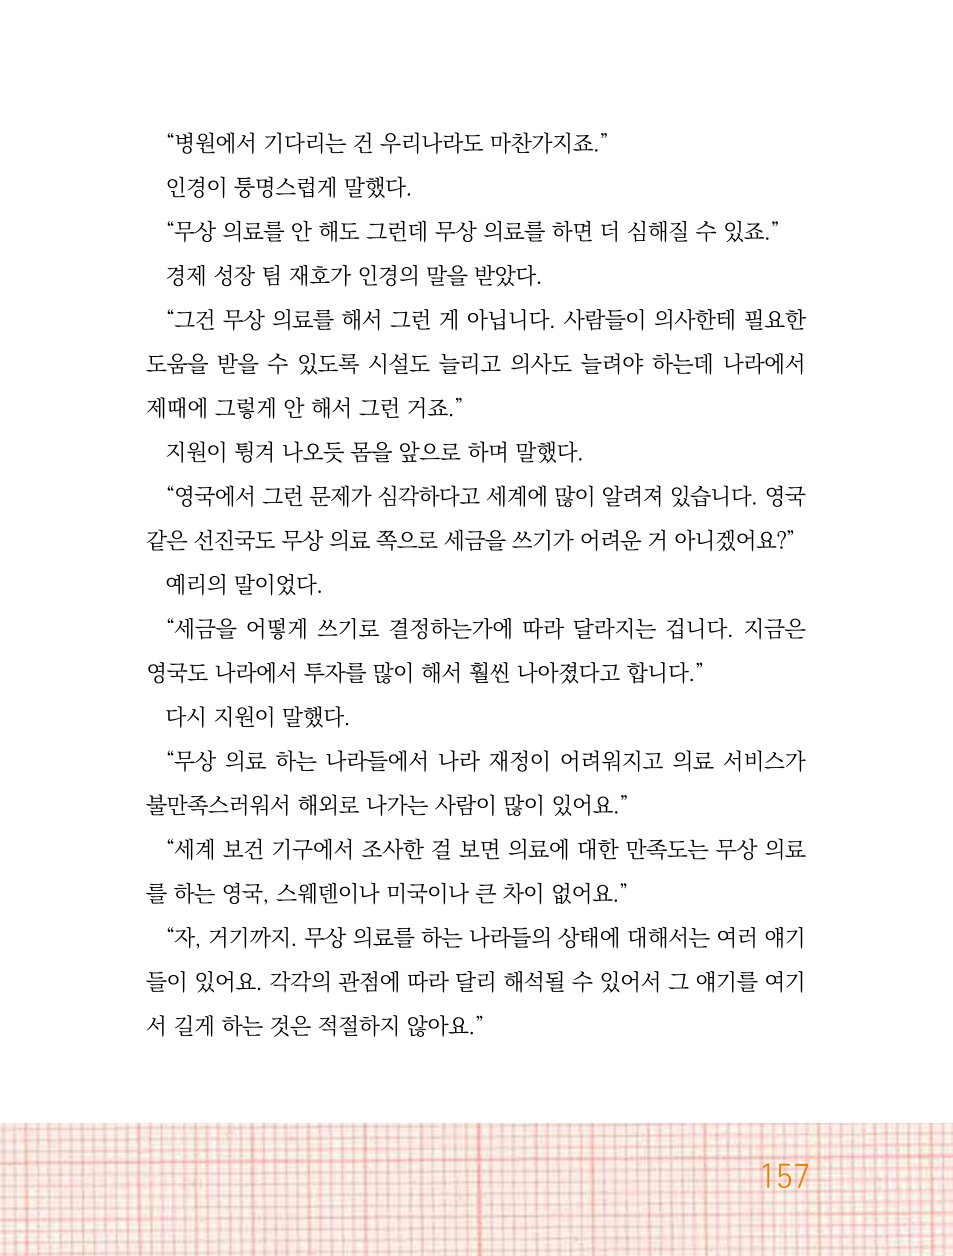 “병원에서 기다리는 건 우리나라도 마찬가지죠.”
인경이 퉁명스럽게 말했다.
“무상 의료를 안 해도 그런데 무상 의료를 하면 더 심해질 수 있죠.”
경제 성장 팀 재호가 인경의 말을 받았다.
“그건 무상 의료를 해서 그런 게 아닙니다. 사람들이 의사한테 필요한
도움을 받을 수 있도록 시설도 늘리고 의사도 늘려야 하는데 나라에서
제때에 그렇게 안 해서 그런 거죠.”
지원이 튕겨 나오듯 몸을 앞으로 하며 말했다.
“영국에서 그런 문제가 심각하다고 세계에 많이 알려져 있습니다. 영국
같은 선진국도 무상 의료 쪽으로 세금을 쓰기가 어려운 거 아니겠어요?”
예리의 말이었다.
“세금을 어떻게 쓰기로 결정하는가에 따라 달라지는 겁니다. 지금은
영국도 나라에서 투자를 많이 해서 훨씬 나아졌다고 합니다.”
다시 지원이 말했다.
“무상 의료 하는 나라들에서 나라 재정이 어려워지고 의료 서비스가
불만족스러워서 해외로 나가는 사람이 많이 있어요.”
“세계 보건 기구에서 조사한 걸 보면 의료에 대한 만족도는 무상 의료
를 하는 영국, 스웨덴이나 미국이나 큰 차이 없어요.”
“자, 거기까지. 무상 의료를 하는 나라들의 상태에 대해서는 여러 얘기
들이 있어요. 각각의 관점에 따라 달리 해석될 수 있어서 그 얘기를 여기
서 길게 하는 것은 적절하지 않아요.”
157